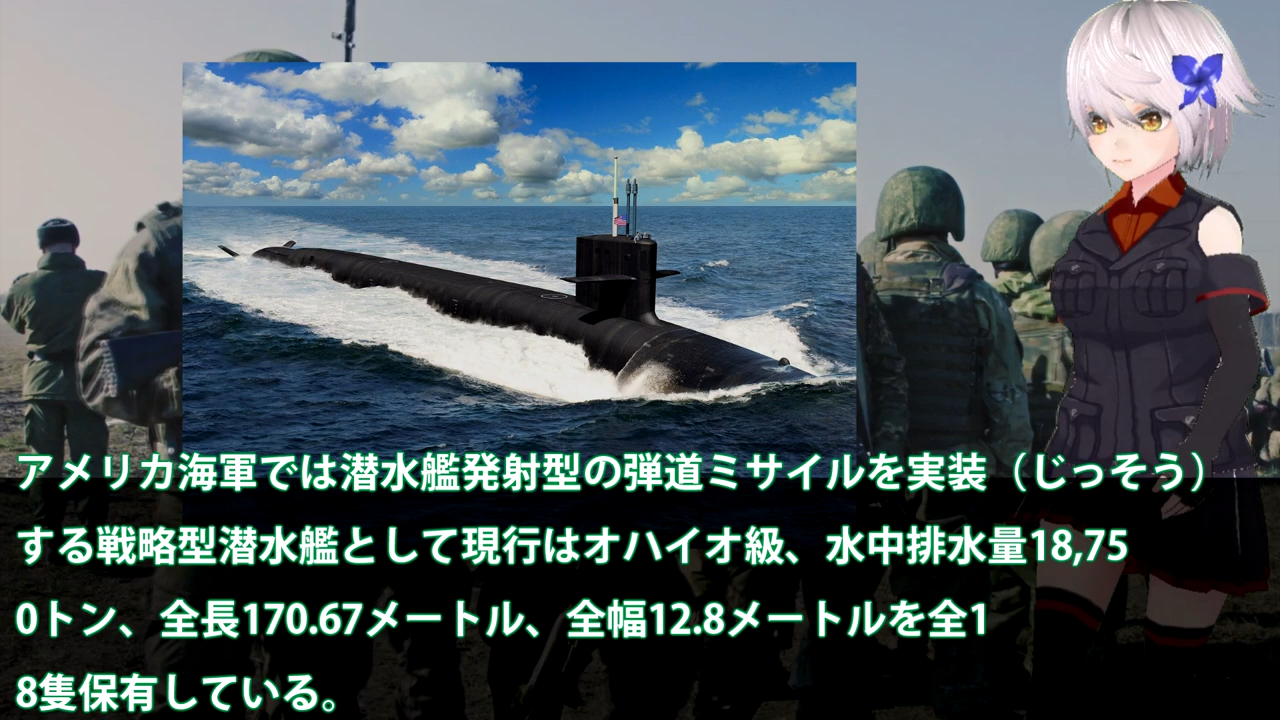 アメリカ海軍では潜水艦発射型の弾道ミサイルを実装（じっそう）
する戦略型潜水艦として現行はオハイオ級、水中排水量18,75
0トン、全長170.67メートル、全幅12.8メートルを全1
8隻保有している。